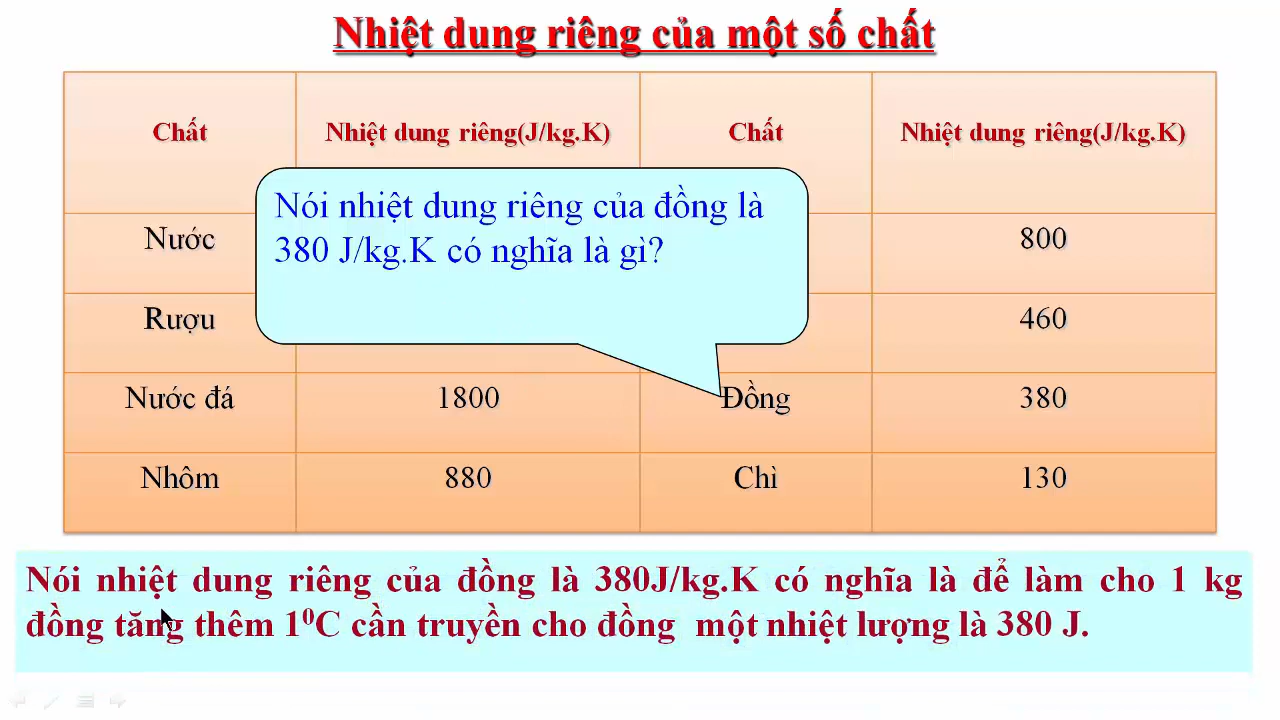 Nhiệt dung riêng của một số chất
Chất Nhiệt dung riêng(J/kg.K) Chất Nhiệt dung riêng(J/kg.K)
Nói nhiệt dung riêng của đồng là
380 J/kg.K có nghĩa là gì?
Nước 800
Rượu 460
Nước đá 1800 Đồng 380
Nhôm 880 Chì 130
Nói nhiệt dung riêng của đồng là 380J/kg.K có nghĩa là để làm cho 1 kg
đồng tăng thêm 1⁰C cần truyền cho đồng một nhiệt lượng là 380 J.